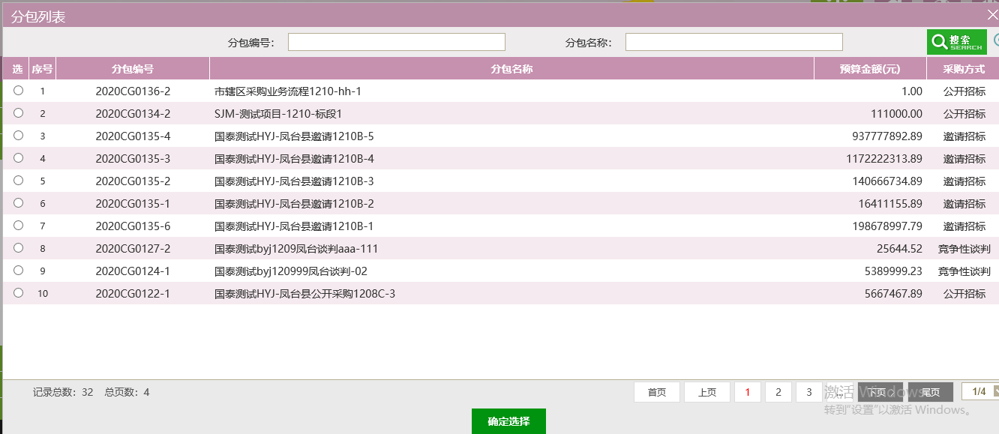 分包列表
分包编号： 分包名称： 搜索 SEARCH
选 序号 分包编号 分包名称 预算金额(元) 采购方式
1 2020CG0136-2 市辖区采购业务流程1210-hh-1 1.00 公开招标
2 2020CG0134-2 SJM-测试项目-1210-标段1 111000.00 公开招标
3 2020CG0135-4 国泰测试HYJ-凤台县邀请1210B-5 937777892.89 邀请招标
4 2020CG0135-3 国泰测试HYJ-凤台县邀请1210B-4 1172222313.89 邀请招标
5 2020CG0135-2 国泰测试HYJ-凤台县邀请1210B-3 140666734.89 邀请招标
6 2020CG0135-1 国泰测试HYJ-凤台县邀请1210B-2 16411155.89 邀请招标
7 2020CG0135-6 国泰测试HYJ-凤台县邀请1210B-1 198678997.79 邀请招标
8 2020CG0127-2 国泰测试byj1209凤台谈判aaa-111 25644.52 竞争性谈判
9 2020CG0124-1 国泰测试byj120999凤台谈判-02 5389999.23 竞争性谈判
10 2020CG0122-1 国泰测试HYJ-凤台县公开采购1208C-3 5667467.89 公开招标
记录总数：32 总页数：4 首页 上页 1 2 3 ... 下页 尾页 1/4
激活 Windows
转到"设置"以激活 Windows。
确定选择